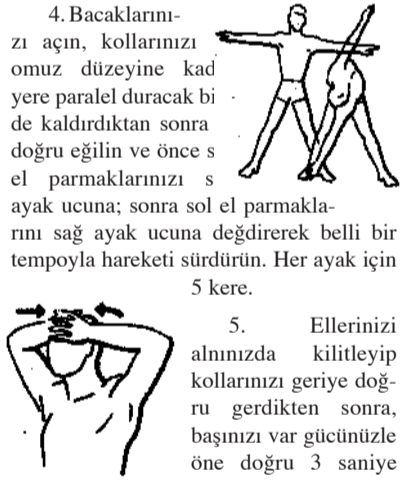 4. Bacaklarını-
zı açın, kollarınızı
omuz düzeyine kad
yere paralel duracak bi
de kaldırdıktan sonra
doğru eğilin ve önce s
el parmaklarınızı s
ayak ucuna; sonra sol el parmakla-
rını sağ ayak ucuna değdirerek belli bir
tempoyla hareketi sürdürün. Her ayak için
5 kere.
5. Ellerinizi
alnınızda kilitleyip
kollarınızı geriye doğ-
ru gerdikten sonra,
başınızı var gücünüzle
öne doğru 3 saniye